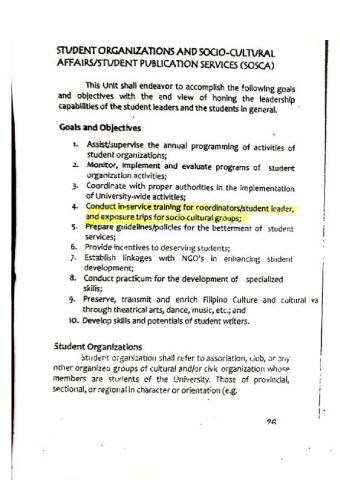 STUDENT ORGANIZATIONS AND SOCIO-CULTURAL
AFFAIRS/STUDENT PUBLICATION SERVICES (SOSCA)
This Unit shall endeavor to accomplish the following goals
and objectives with the end view of honing the leadership
capabilities of the student leaders and the students in general.
Goals and Objectives
1. Assist/supervise the annual programming of activities of
student organizations;
2. Monitor, implement and evaluate programs of student
organization activities;
3. Coordinate with proper authorities in the implementation
of University-wide activities;
4. Conduct in-service training for coordinators/student leader,
and exposure trips for socio-cultural groups;
5. Prepare guidelines/policies for the betterment of student
services;
6. Provide incentives to deserving students;
7. Establish linkages with NGO's in enhancing student
development;
8. Conduct practicum for the development of specialized
skills;
9. Preserve, transmit and enrich Filipino Culture and cultural va
through theatrical arts, dance, music, etc.; and
10. Develop skills and potentials of student writers.
Student Organizations
Student organization shall refer to association, club, or any
other organized groups of cultural and/or civic organization whose
members are students of the University. Those of provincial,
sectional, or regional in character or orientation (e.g.
26